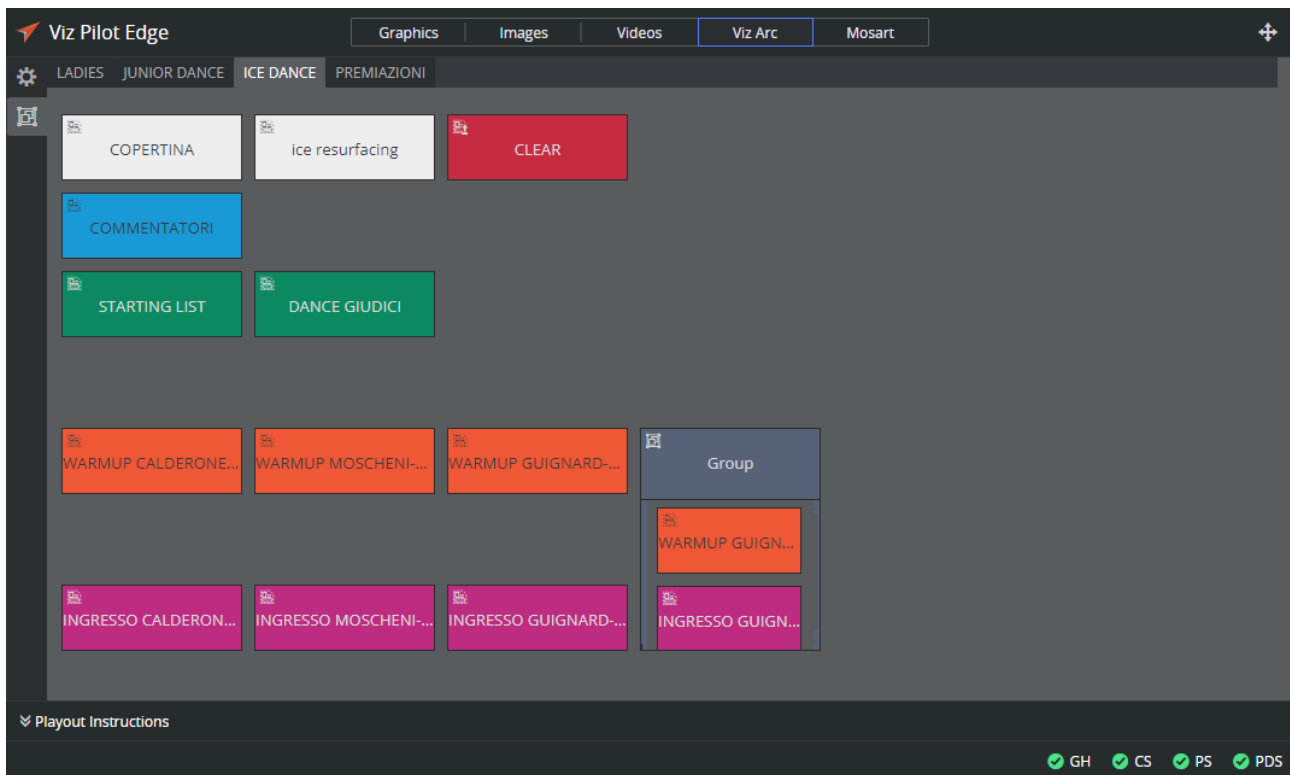 Viz Pilot Edge
Graphics Images Videos Viz Arc Mosart
LADIES JUNIOR DANCE ICE DANCE PREMIAZIONI
COPERTINA ice resurfacing CLEAR
COMMENTATORI
STARTING LIST DANCE GIUDICI
WARMUP CALDERONE... WARMUP MOSCHENI-... WARMUP GUIGNARD-... Group
WARMUP GUIGN...
INGRESSO CALDERON... INGRESSO MOSCHENI-... INGRESSO GUIGNARD-... INGRESSO GUIGN...
Playout Instructions
GH CS PS PDS